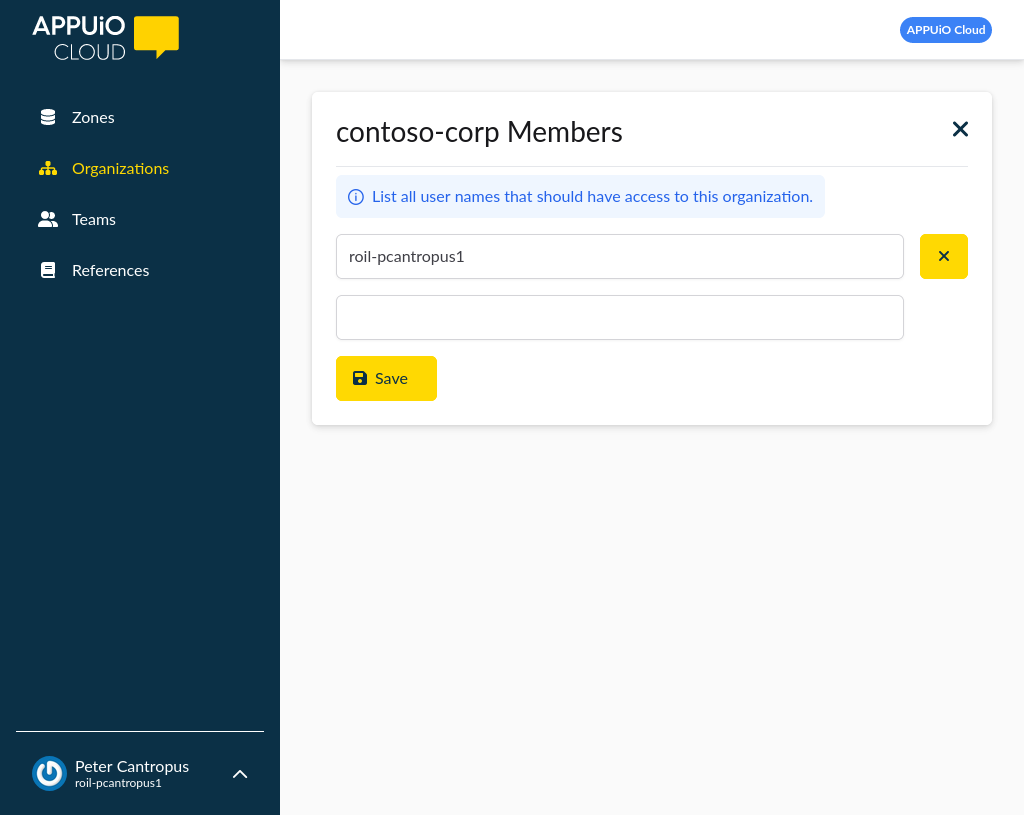 APPUiO
CLOUD
APPUiO Cloud
Zones
Organizations
Teams
References
contoso-corp Members
List all user names that should have access to this organization.
roil-pcantropus1
Save
Peter Cantropus
roil-pcantropus1